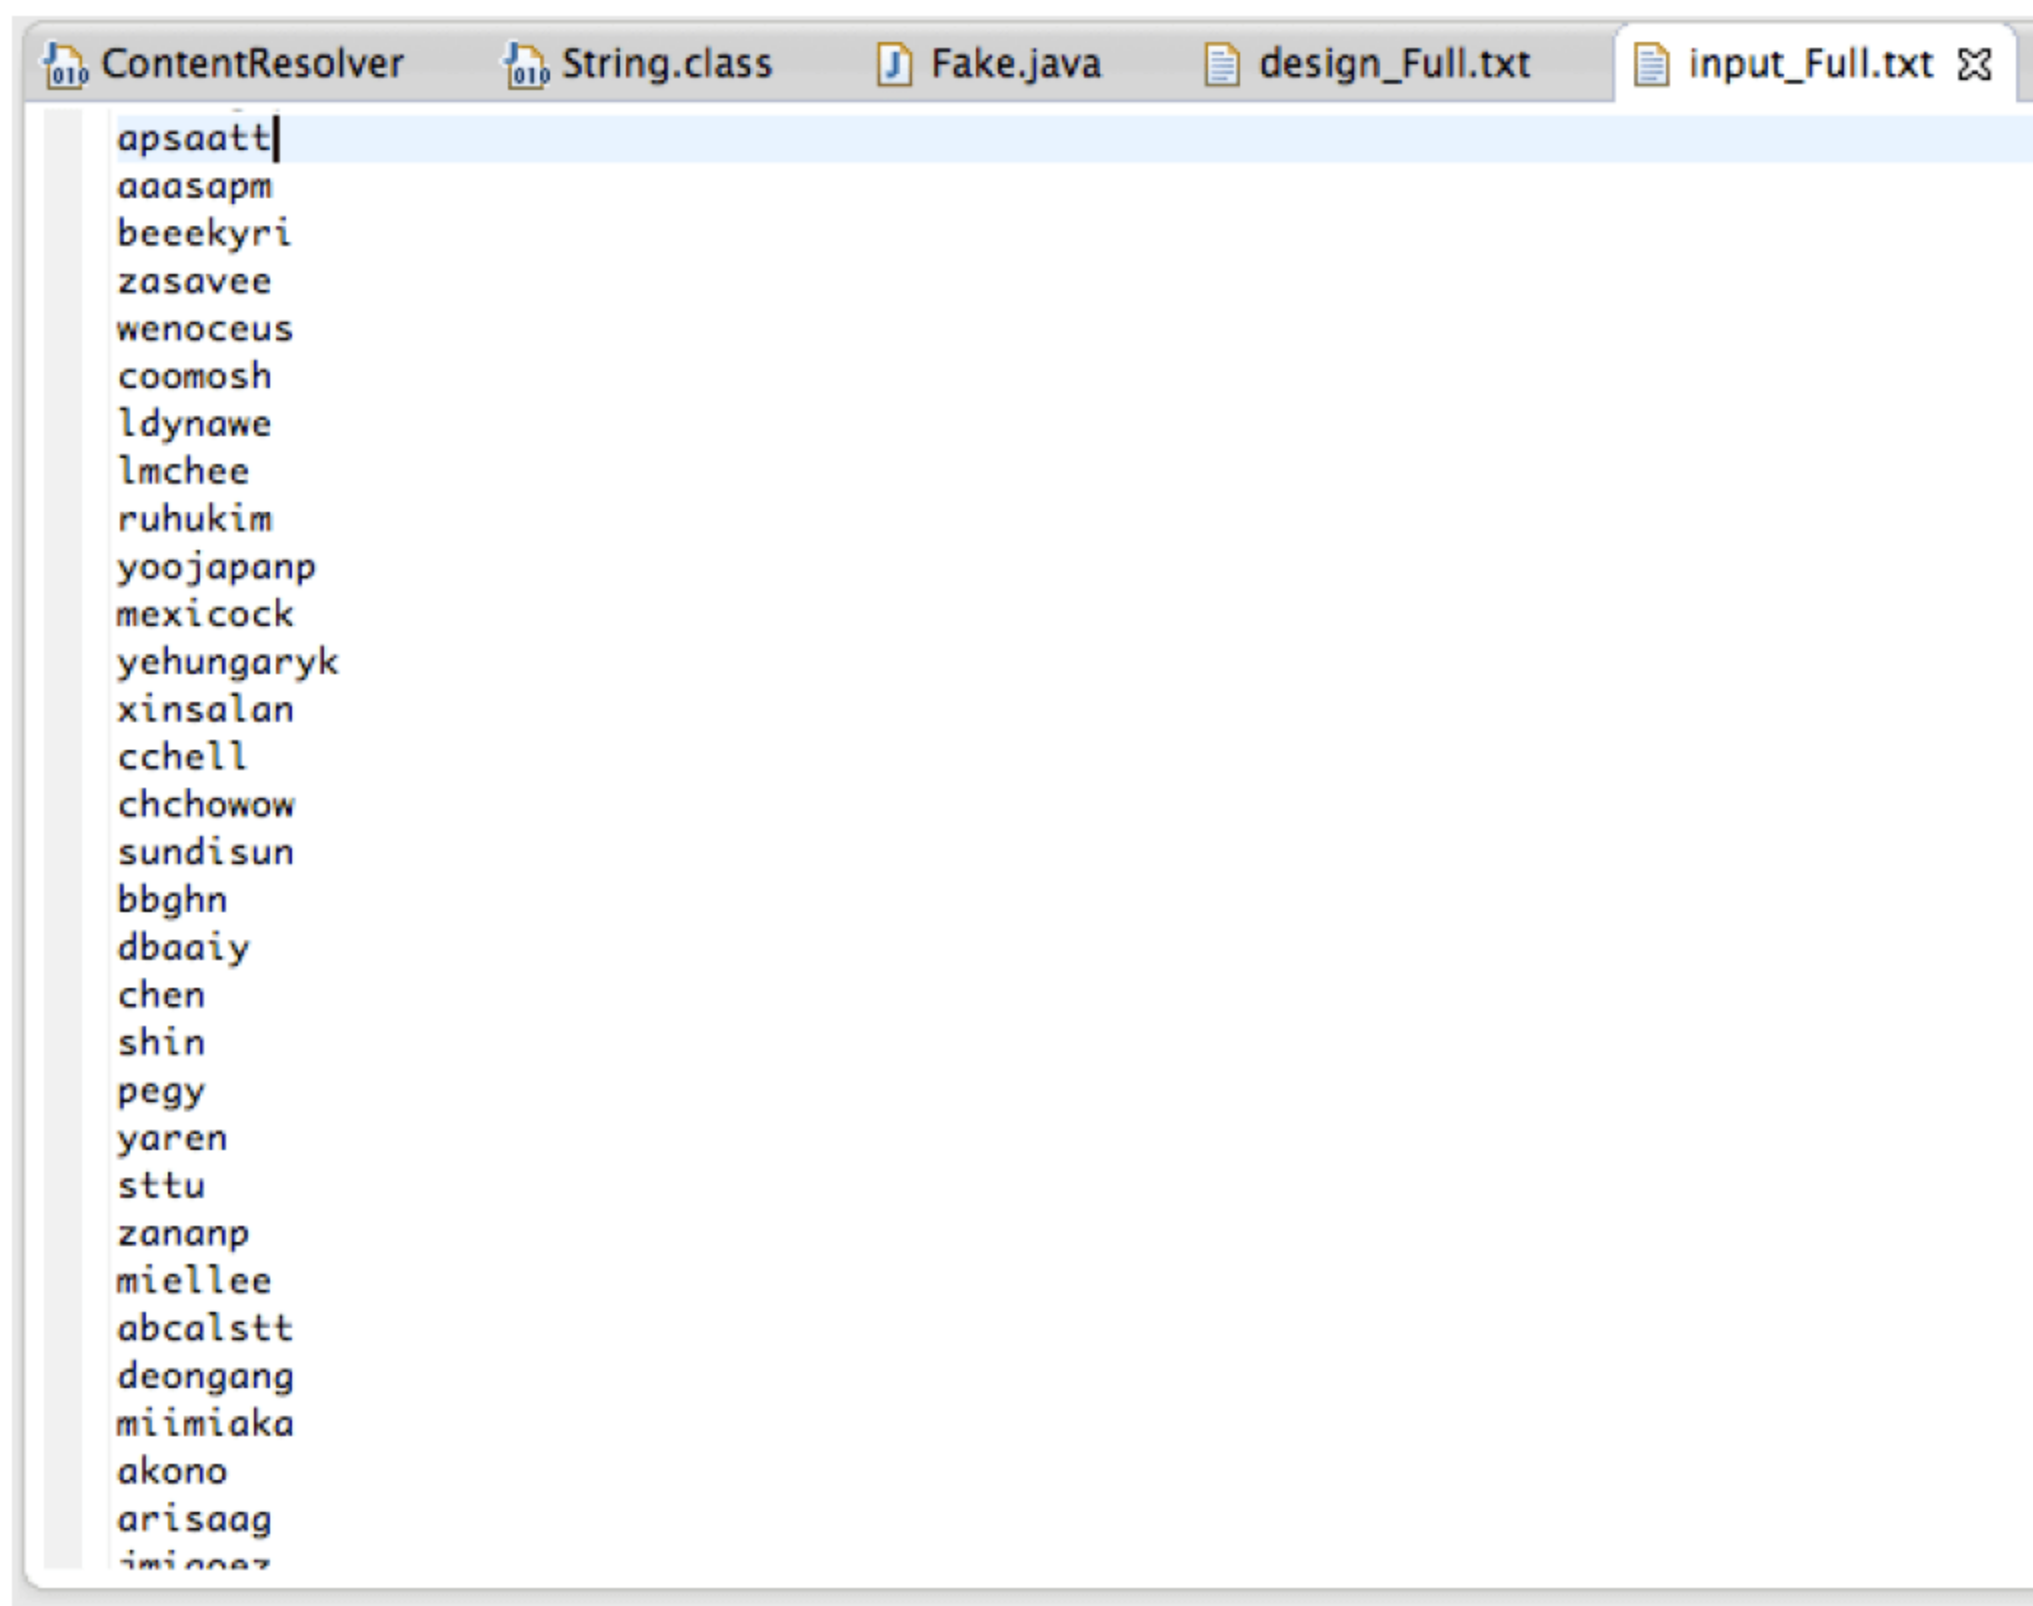 ContentResolver String.class Fake.java design_Full.txt input_Full.txt
apsaatt
aaasapm
beeekyri
zasavee
wenoceus
coomosh
ldynawe
lmchee
ruhukim
yoojapanp
mexicock
yehungaryk
xinsalan
cchell
chchowow
sundisun
bbghn
dbaaiy
chen
shin
pegy
yaren
sttu
zananp
miellee
abcalstt
deongang
miimiaka
akono
arisaag